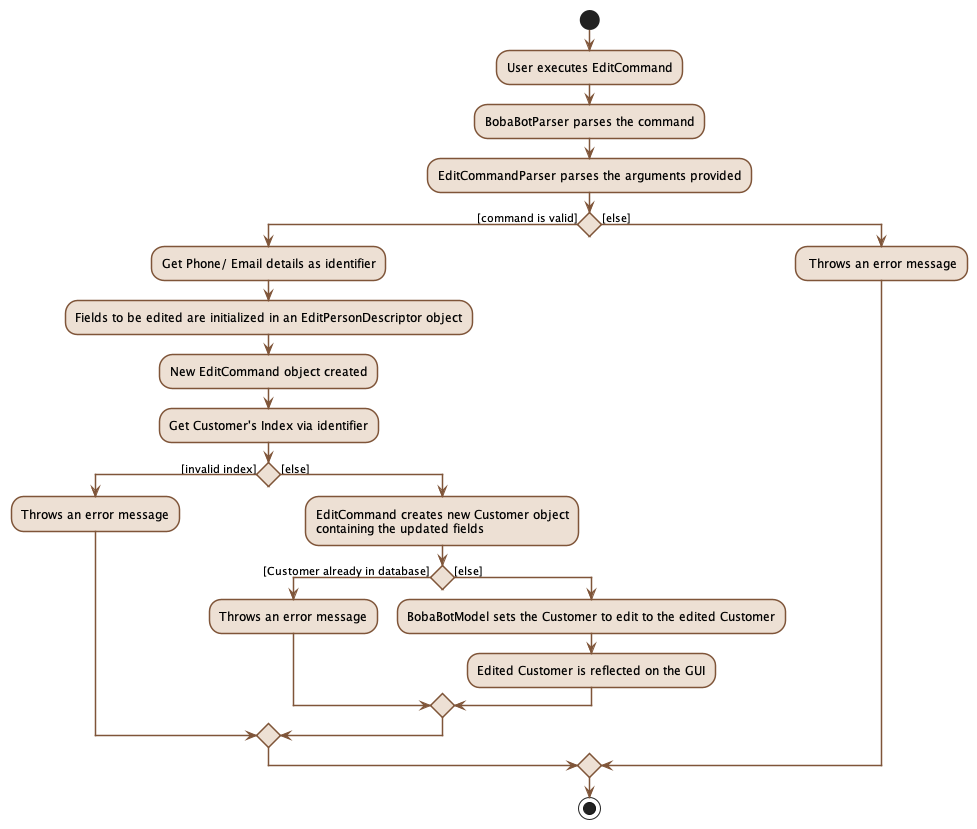 User executes EditCommand
BobaBotParser parses the command
EditCommandParser parses the arguments provided
[command is valid]
[else]
Get Phone/ Email details as identifier
Throws an error message
Fields to be edited are initialized in an EditPersonDescriptor object
New EditCommand object created
Get Customer's Index via identifier
[invalid index]
[else]
Throws an error message
EditCommand creates new Customer object
containing the updated fields
[Customer already in database]
[else]
Throws an error message
BobaBotModel sets the Customer to edit to the edited Customer
Edited Customer is reflected on the GUI